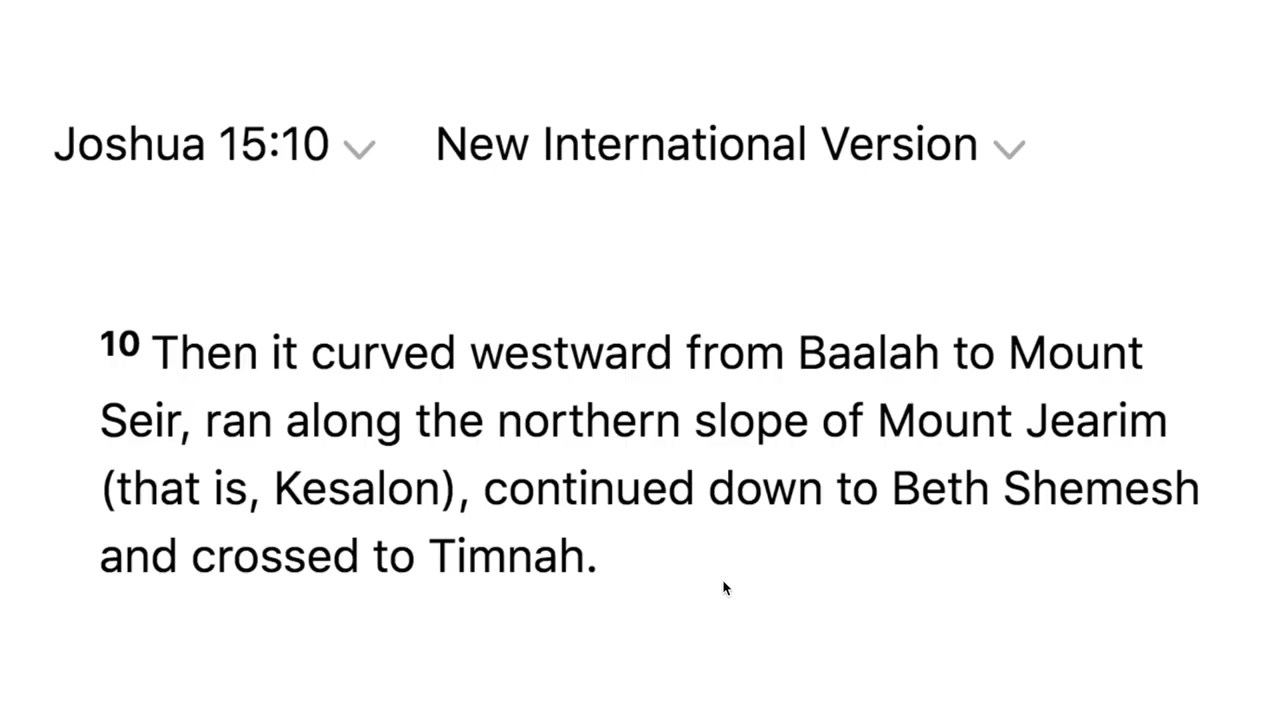 Joshua 15:10 New International Version
10 Then it curved westward from Baalah to Mount
Seir, ran along the northern slope of Mount Jearim
(that is, Kesalon), continued down to Beth Shemesh
and crossed to Timnah.